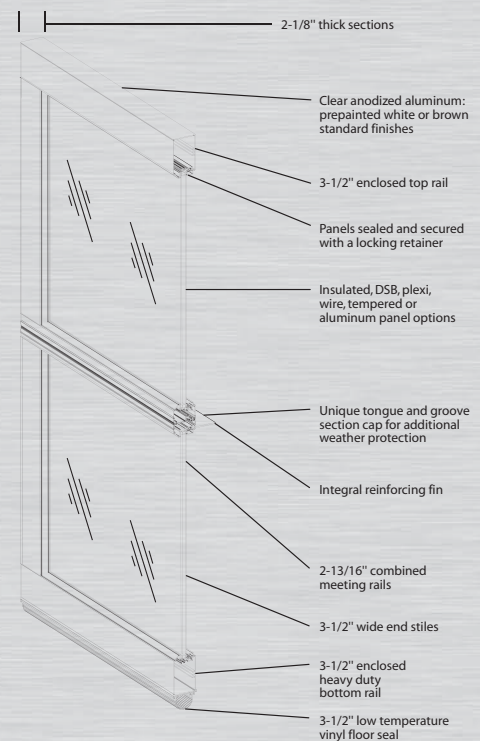 2-1/8" thick sections
Clear anodized aluminum:
prepainted white or brown
standard finishes
3-1/2" enclosed top rail
Panels sealed and secured
with a locking retainer
Insulated, DSB, plexi,
wire, tempered or
aluminum panel options
Unique tongue and groove
section cap for additional
weather protection
Integral reinforcing fin
2-13/16" combined
meeting rails
3-1/2" wide end stiles
3-1/2" enclosed
heavy duty
bottom rail
3-1/2" low temperature
vinyl floor seal